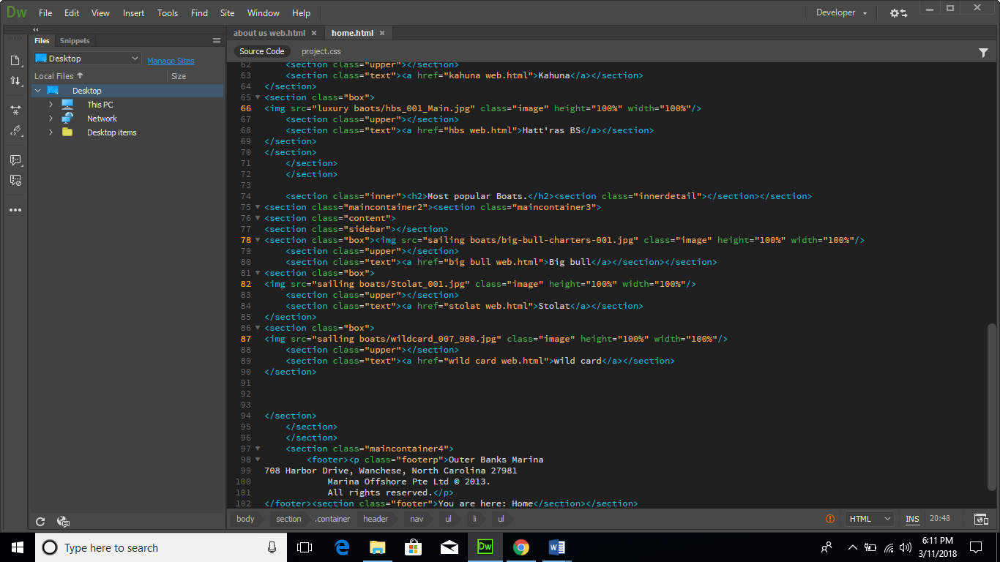 Dw File Edit View Insert Tools Find Site Window Help Developer
about us web.html × home.html ×
Files Snippets
Source Code project.css
Desktop Manage Sites
Local Files Size
Desktop
This PC
Network
Desktop items
62 <section class="upper"></section>
63 <section class="text"><a href="kahuna web.html">Kahuna</a></section>
64 </section>
65 <section class="box">
66 <img src="luxury baots/hbs_001_Main.jpg" class="image" height="100%" width="100%"/>
67 <section class="upper"></section>
68 <section class="text"><a href="hbs web.html">Hatt'ras BS</a></section>
69 </section>
70 </section>
71 </section>
72 </section>
73
74 <section class="inner"><h2>Most popular Boats.</h2><section class="innerdetail"></section></section>
75 <section class="maincontainer2"><section class="maincontainer3">
76 <section class="content">
77 <section class="sidebar"></section>
78 <section class="box"><img src="sailing boats/big-bull-charters-001.jpg" class="image" height="100%" width="100%"/>
79 <section class="upper"></section>
80 <section class="text"><a href="big bull web.html">Big bull</a></section></section>
81 <section class="box">
82 <img src="sailing boats/Stolat_001.jpg" class="image" height="100%" width="100%"/>
83 <section class="upper"></section>
84 <section class="text"><a href="stolat web.html">Stolat</a></section>
85 </section>
86 <section class="box">
87 <img src="sailing boats/wildcard_007_980.jpg" class="image" height="100%" width="100%"/>
88 <section class="upper"></section>
89 <section class="text"><a href="wild card web.html">wild card</a></section>
90 </section>
91
92
93
94 </section>
95 </section>
96 </section>
97 <section class="maincontainer4">
98 <footer><p class="footerp">Outer Banks Marina
99 708 Harbor Drive, Wanchese, North Carolina 27981
100 Marina Offshore Pte Ltd © 2013.
101 All rights reserved.</p>
102 </footer><section class="footer">You are here: Home</section></section>
body section .container header nav ul li ul HTML INS 20:48
Type here to search
Dw
6:11 PM
3/11/2018